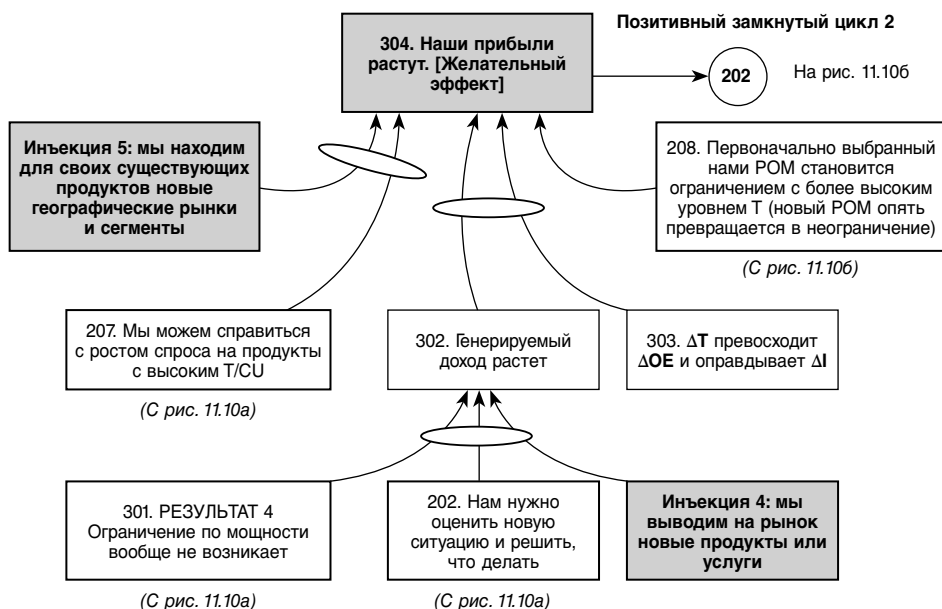 Позитивный замкнутый цикл 2
304. Наши прибыли
растут. [Желательный
эффект]
202
На рис. 11.10б
Инъекция 5: мы находим
для своих существующих
продуктов новые
географические рынки
и сегменты
208. Первоначально выбранный
нами РОМ становится
ограничением с более высоким
уровнем Т (новый РОМ опять
превращается в неограничение)
(С рис. 11.10б)
207. Мы можем справиться
с ростом спроса на продукты
с высоким T/CU
(С рис. 11.10а)
302. Генерируемый
доход растет
303. ΔT превосходит
ΔOE и оправдывает ΔI
301. РЕЗУЛЬТАТ 4
Ограничение по мощности
вообще не возникает
(С рис. 11.10а)
202. Нам нужно
оценить новую
ситуацию и решить,
что делать
(С рис. 11.10а)
Инъекция 4: мы
выводим на рынок
новые продукты или
услуги